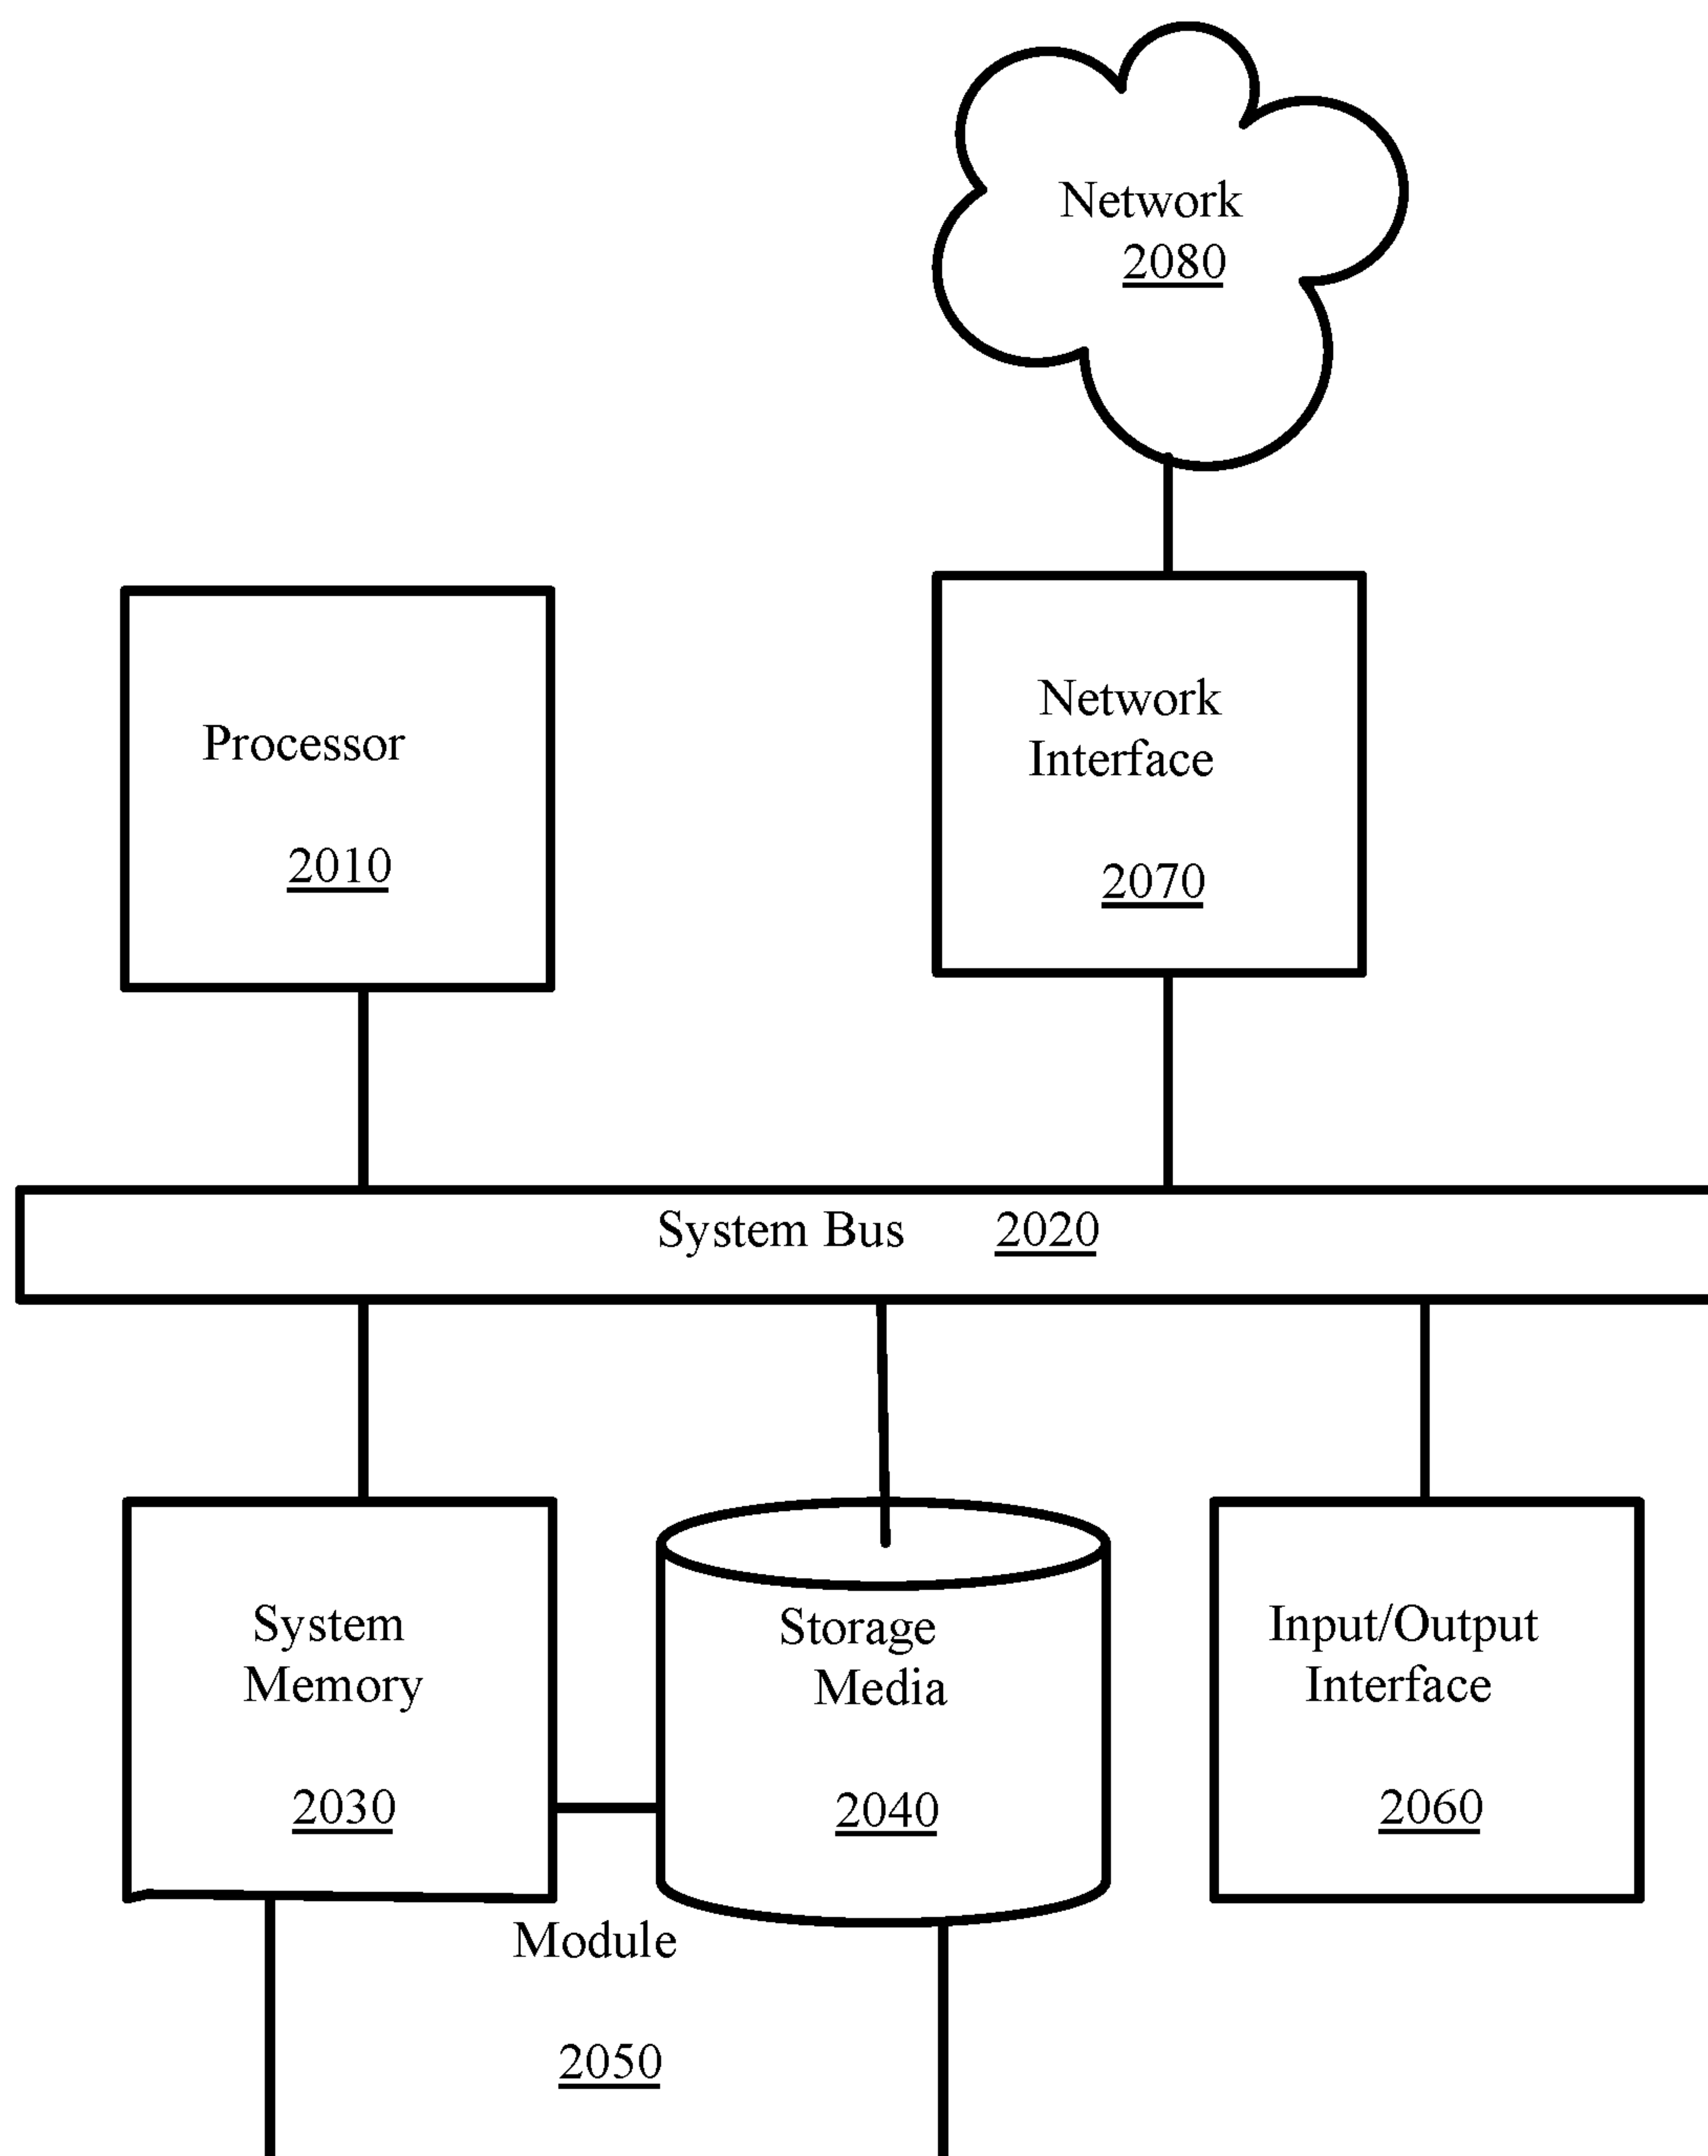 Network
2080
Processor
2010
Network
Interface
2070
System Bus 2020
System
Memory
2030
Storage
Media
2040
Input/Output
Interface
2060
Module
2050